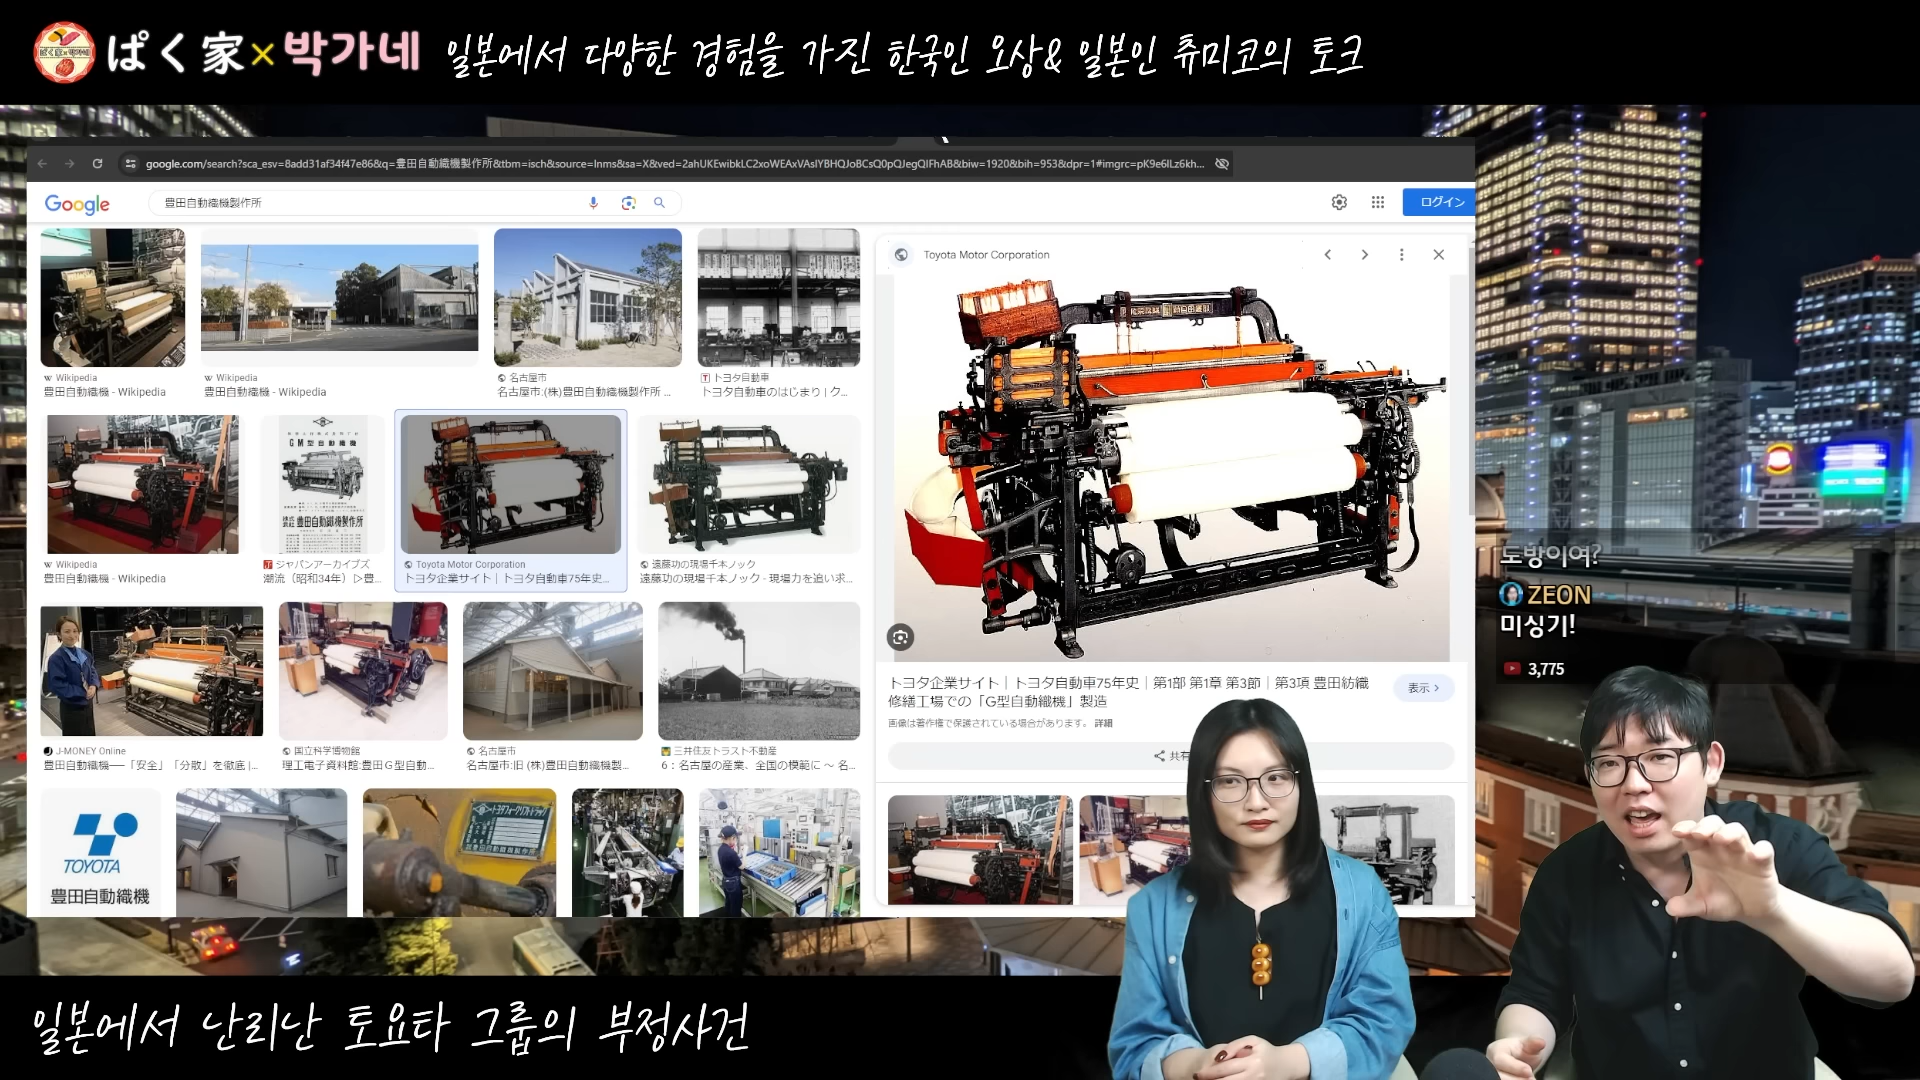 ぱく家×박가네 일본에서 다양한 경험을 가진 한국인 오상& 일본인 츄미코의 토크
google.com/search?sca_esv=8add31af34f47e86&q=豊田自動織機製作所&tbm=isch&source=lnms&sa=X&ved=2ahUKEwibkLC2xoWEAxVAsIYBHQJoBCsQ0pQJegQIFhAB&biw=1920&bih=953&dpr=1#imgrc=pK9e6lLz6kh...
Google
豊田自動織機製作所
ログイン
Wikipedia
豊田自動織機 - Wikipedia
Wikipedia
豊田自動織機 - Wikipedia
名古屋市
名古屋市:(株)豊田自動織機製作所 ...
トヨタ自動車
トヨタ自動車のはじまり | ク...
Toyota Motor Corporation
GM型自動織機
豊田自動織機製作所
Wikipedia
豊田自動織機 - Wikipedia
ジャパンアーカイブズ
潮流（昭和34年）▷豊...
Toyota Motor Corporation
トヨタ企業サイト｜トヨタ自動車75年史...
遠藤功の現場千本ノック
遠藤功の現場千本ノック - 現場力を追い求...
J-MONEY Online
豊田自動織機──「安全」「分散」を徹底 |...
国立科学博物館
理工電子資料館:豊田Ｇ型自動...
名古屋市
名古屋市:旧 (株)豊田自動織機製...
三井住友トラスト不動産
6：名古屋の産業、全国の模範に ～ 名...
トヨタ企業サイト｜トヨタ自動車75年史｜第1部 第1章 第3節｜第3項 豊田紡織
修繕工場での「G型自動織機」製造
表示
画像は著作権で保護されている場合があります。 詳細
共有
TOYOTA
豊田自動織機
도방이여?
ZEON
미싱기!
3,775
일본에서 난리난 토요타 그룹의 부정사건